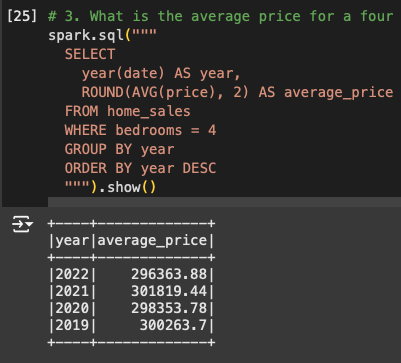 [25] # 3. What is the average price for a four
spark.sql("""
  SELECT
    year(date) AS year,
    ROUND(AVG(price), 2) AS average_price
  FROM home_sales
  WHERE bedrooms = 4
  GROUP BY year
  ORDER BY year DESC
  """).show()
+----+-------------+
|year|average_price|
+----+-------------+
|2022|    296363.88|
|2021|    301819.44|
|2020|    298353.78|
|2019|     300263.7|
+----+-------------+